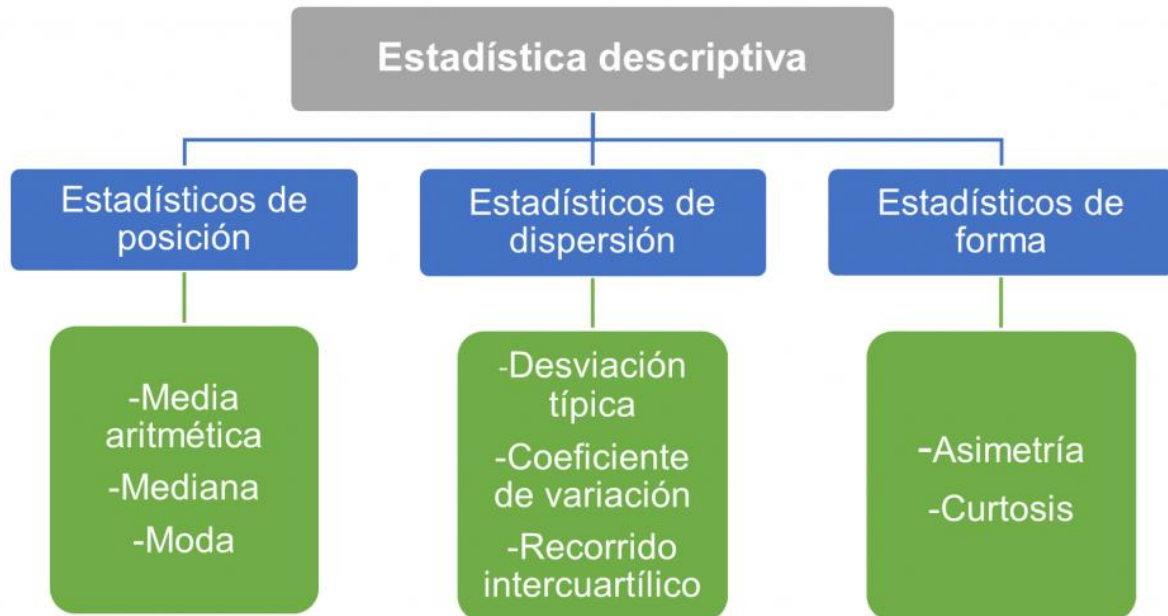 Estadística descriptiva
Estadísticos de
posición
Estadísticos de
dispersión
Estadísticos de
forma
-Media
aritmética
-Mediana
-Moda
-Desviación
típica
-Coeficiente
de variación
-Recorrido
intercuartílico
-Asimetría
-Curtosis